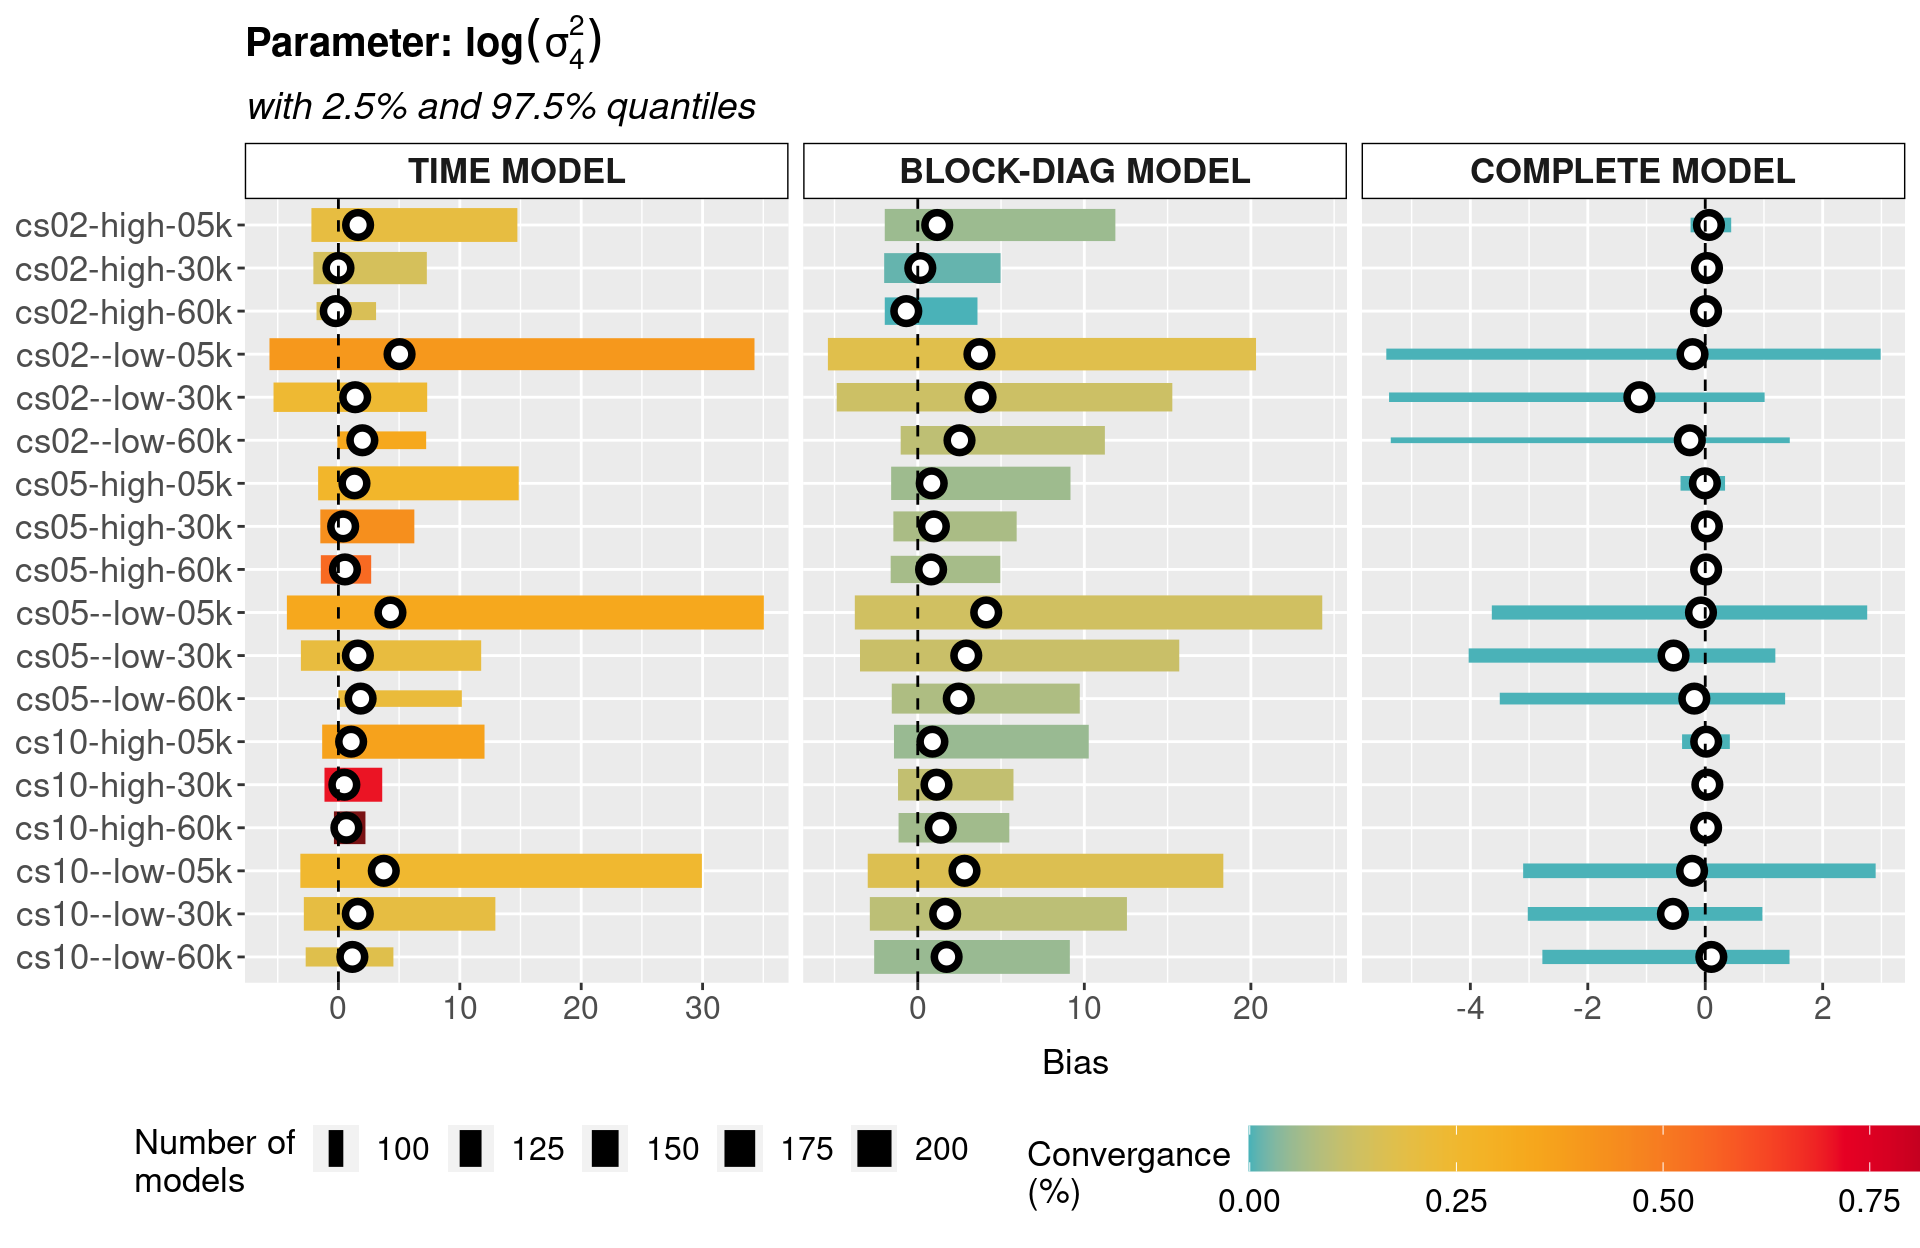 Parameter: log(σ₄²)
with 2.5% and 97.5% quantiles
TIME MODEL BLOCK-DIAG MODEL COMPLETE MODEL
cs02-high-05k
cs02-high-30k
cs02-high-60k
cs02--low-05k
cs02--low-30k
cs02--low-60k
cs05-high-05k
cs05-high-30k
cs05-high-60k
cs05--low-05k
cs05--low-30k
cs05--low-60k
cs10-high-05k
cs10-high-30k
cs10-high-60k
cs10--low-05k
cs10--low-30k
cs10--low-60k
0 10 20 30 0 10 20 -4 -2 0 2
Bias
Number of
models
100 125 150 175 200
Convergance
(%)
0.00 0.25 0.50 0.75